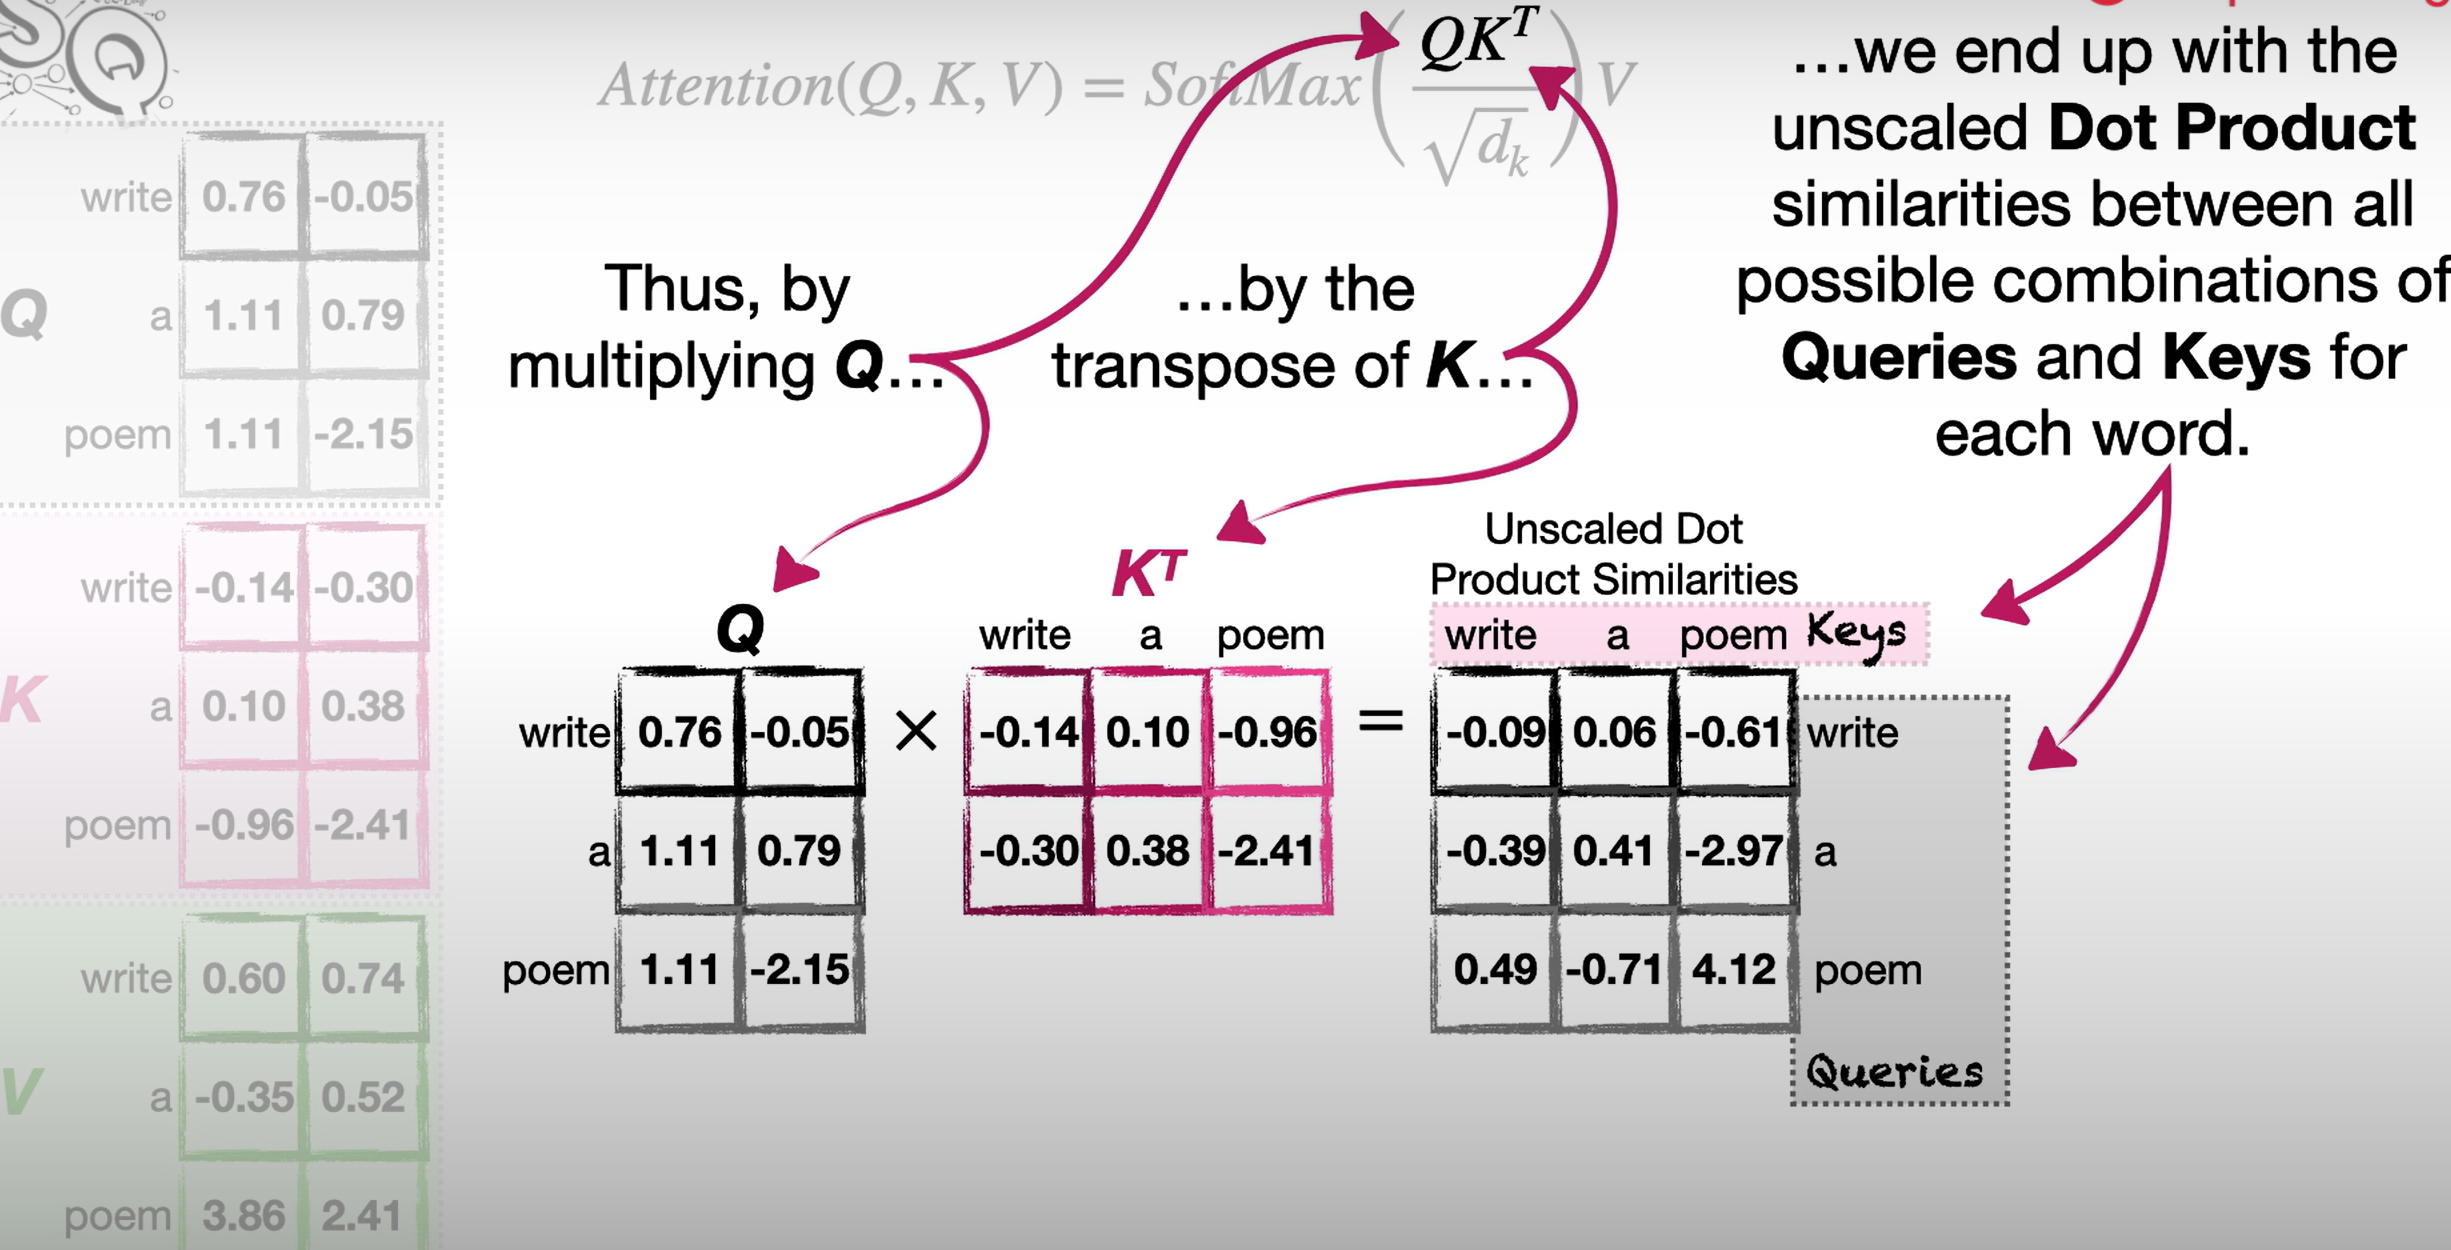 Attention(Q, K, V) = SoftMax(QK^T / √d_k)V
write 0.76 -0.05
Q a 1.11 0.79
poem 1.11 -2.15
write -0.14 -0.30
K a 0.10 0.38
poem -0.96 -2.41
write 0.60 0.74
V a -0.35 0.52
poem 3.86 2.41
Thus, by
multiplying Q...
...by the
transpose of K...
...we end up with the
unscaled Dot Product
similarities between all
possible combinations of
Queries and Keys for
each word.
Q
write 0.76 -0.05
a 1.11 0.79
poem 1.11 -2.15
×
K^T
write a poem
-0.14 0.10 -0.96
-0.30 0.38 -2.41
=
Unscaled Dot
Product Similarities
write a poem Keys
-0.09 0.06 -0.61 write
-0.39 0.41 -2.97 a
0.49 -0.71 4.12 poem
Queries